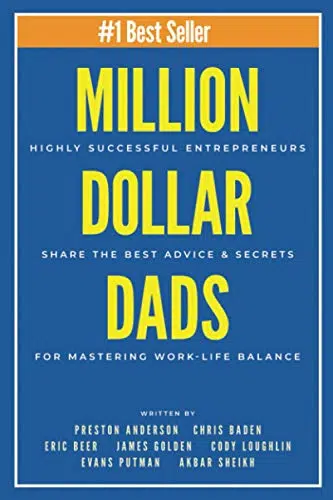 #1 Best Seller
MILLION
HIGHLY SUCCESSFUL ENTREPRENEURS
DOLLAR
SHARE THE BEST ADVICE & SECRETS
DADS
FOR MASTERING WORK-LIFE BALANCE
WRITTEN BY
PRESTON ANDERSON CHRIS BADEN
ERIC BEER JAMES GOLDEN CODY LOUGHLIN
EVANS PUTMAN AKBAR SHEIKH